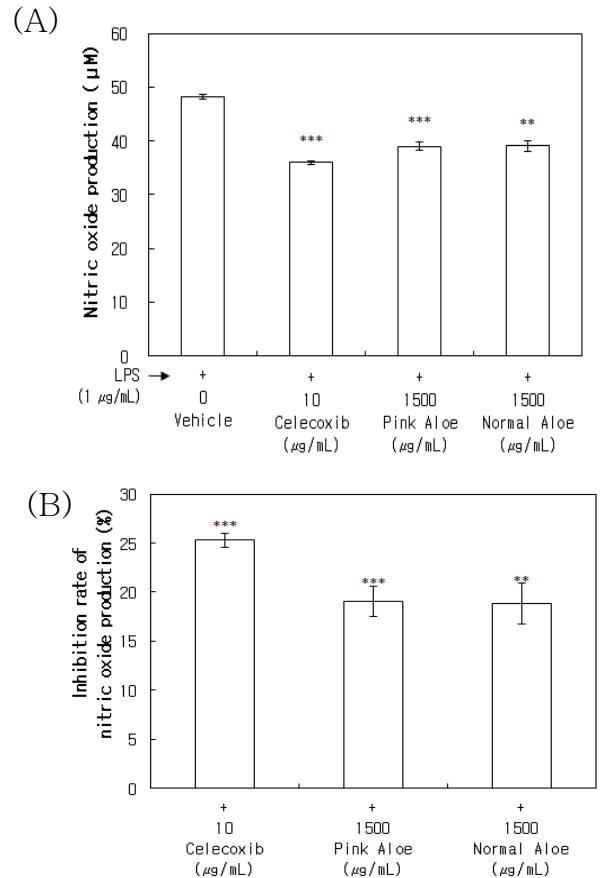 (A)
Nitric oxide production ( μM)
60
50
40
30
20
10
0
***
***
**
LPS
(1 μg/mL)
+
+
+
+
0
10
1500
1500
Vehicle
Celecoxib
Pink Aloe
Normal Aloe
(μg/mL)
(μg/mL)
(μg/mL)
(B)
Inhibition rate of
nitric oxide production (%)
30
25
20
15
10
5
0
***
***
**
+
+
+
10
1500
1500
Celecoxib
Pink Aloe
Normal Aloe
(μg/mL)
(μg/mL)
(μg/mL)